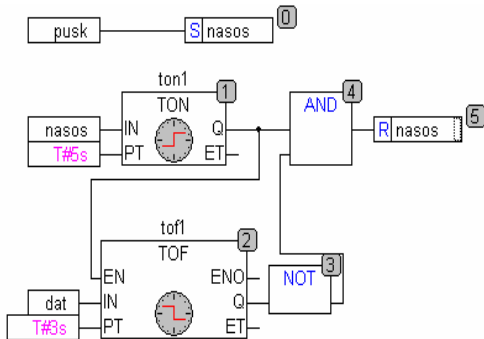 pusk S nasos 0
ton1 1
TON
AND 4
nasos IN Q R nasos 5
T#5s PT ET
tof1 2
TOF
EN ENO NOT 3
dat IN Q
T#3s PT ET